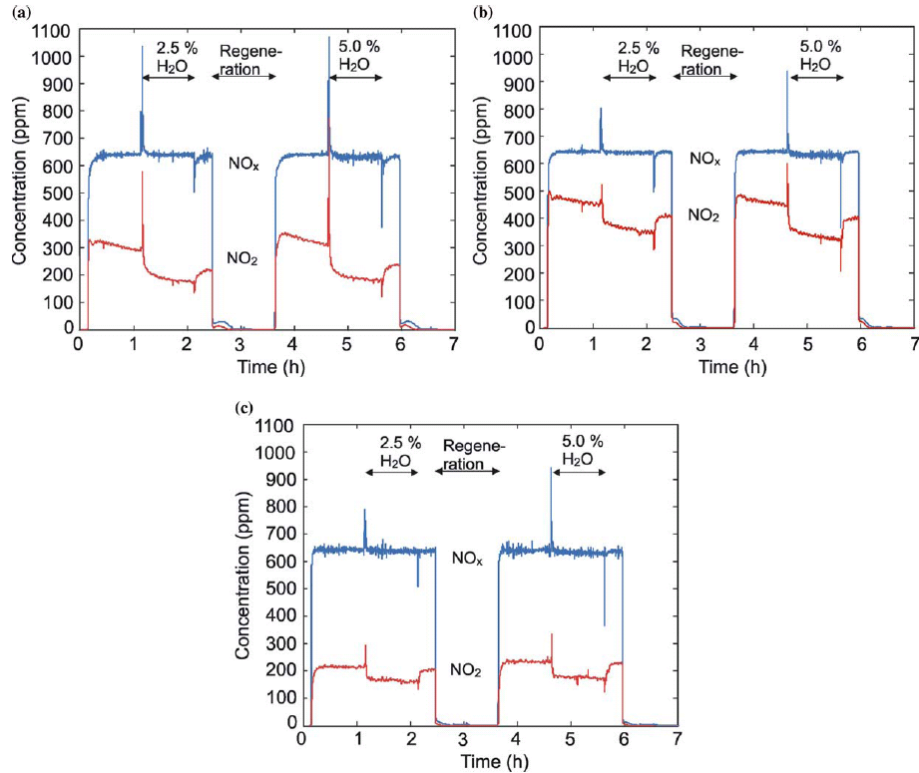 (a)
1100
1000
900
800
700
600
500
400
300
200
100
0
Concentration (ppm)
2.5 %
H₂O
Regene-
ration
5.0 %
H₂O
NOₓ
NO₂
0 1 2 3 4 5 6 7
Time (h)
(b)
1100
1000
900
800
700
600
500
400
300
200
100
0
Concentration (ppm)
2.5 %
H₂O
Regene-
ration
5.0 %
H₂O
NOₓ
NO₂
0 1 2 3 4 5 6 7
Time (h)
(c)
1100
1000
900
800
700
600
500
400
300
200
100
0
Concentration (ppm)
2.5 %
H₂O
Regene-
ration
5.0 %
H₂O
NOₓ
NO₂
0 1 2 3 4 5 6 7
Time (h)